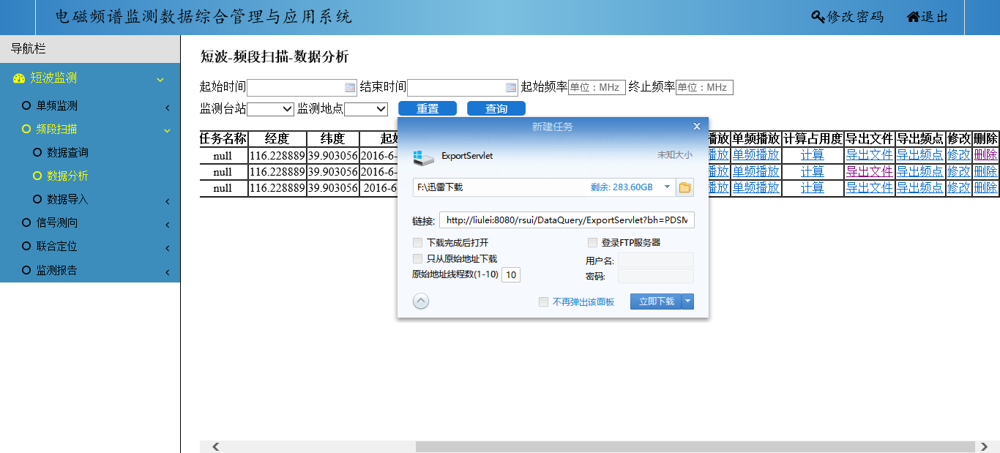 电磁频谱监测数据综合管理与应用系统
修改密码 退出
导航栏
短波监测
单频监测
频段扫描
数据查询
数据分析
数据导入
信号测向
联合定位
监测报告
短波-频段扫描-数据分析
起始时间 结束时间 起始频率 单位：MHz 终止频率 单位：MHz
监测台站 监测地点 重置 查询
任务名称 经度 纬度 播放 单频播放 计算占用度 导出文件 导出频点 修改 删除
null 116.228889 39.903056 2016-6- 播放 单频播放 计算 导出文件 导出频点 修改 删除
null 116.228889 39.903056 2016-6- 播放 单频播放 计算 导出文件 导出频点 修改 删除
null 116.228889 39.903056 2016-6 播放 单频播放 计算 导出文件 导出频点 修改 删除
新建任务
ExportServlet 未知大小
F:\迅雷下载 剩余: 283.60GB
链接: http://liulei:8080/rsui/DataQuery/ExportServlet?bh=PDSM
下载完成后打开 登录FTP服务器
只从原始地址下载 用户名:
原始地址线程数(1-10) 10 密码:
不再弹出该面板 立即下载